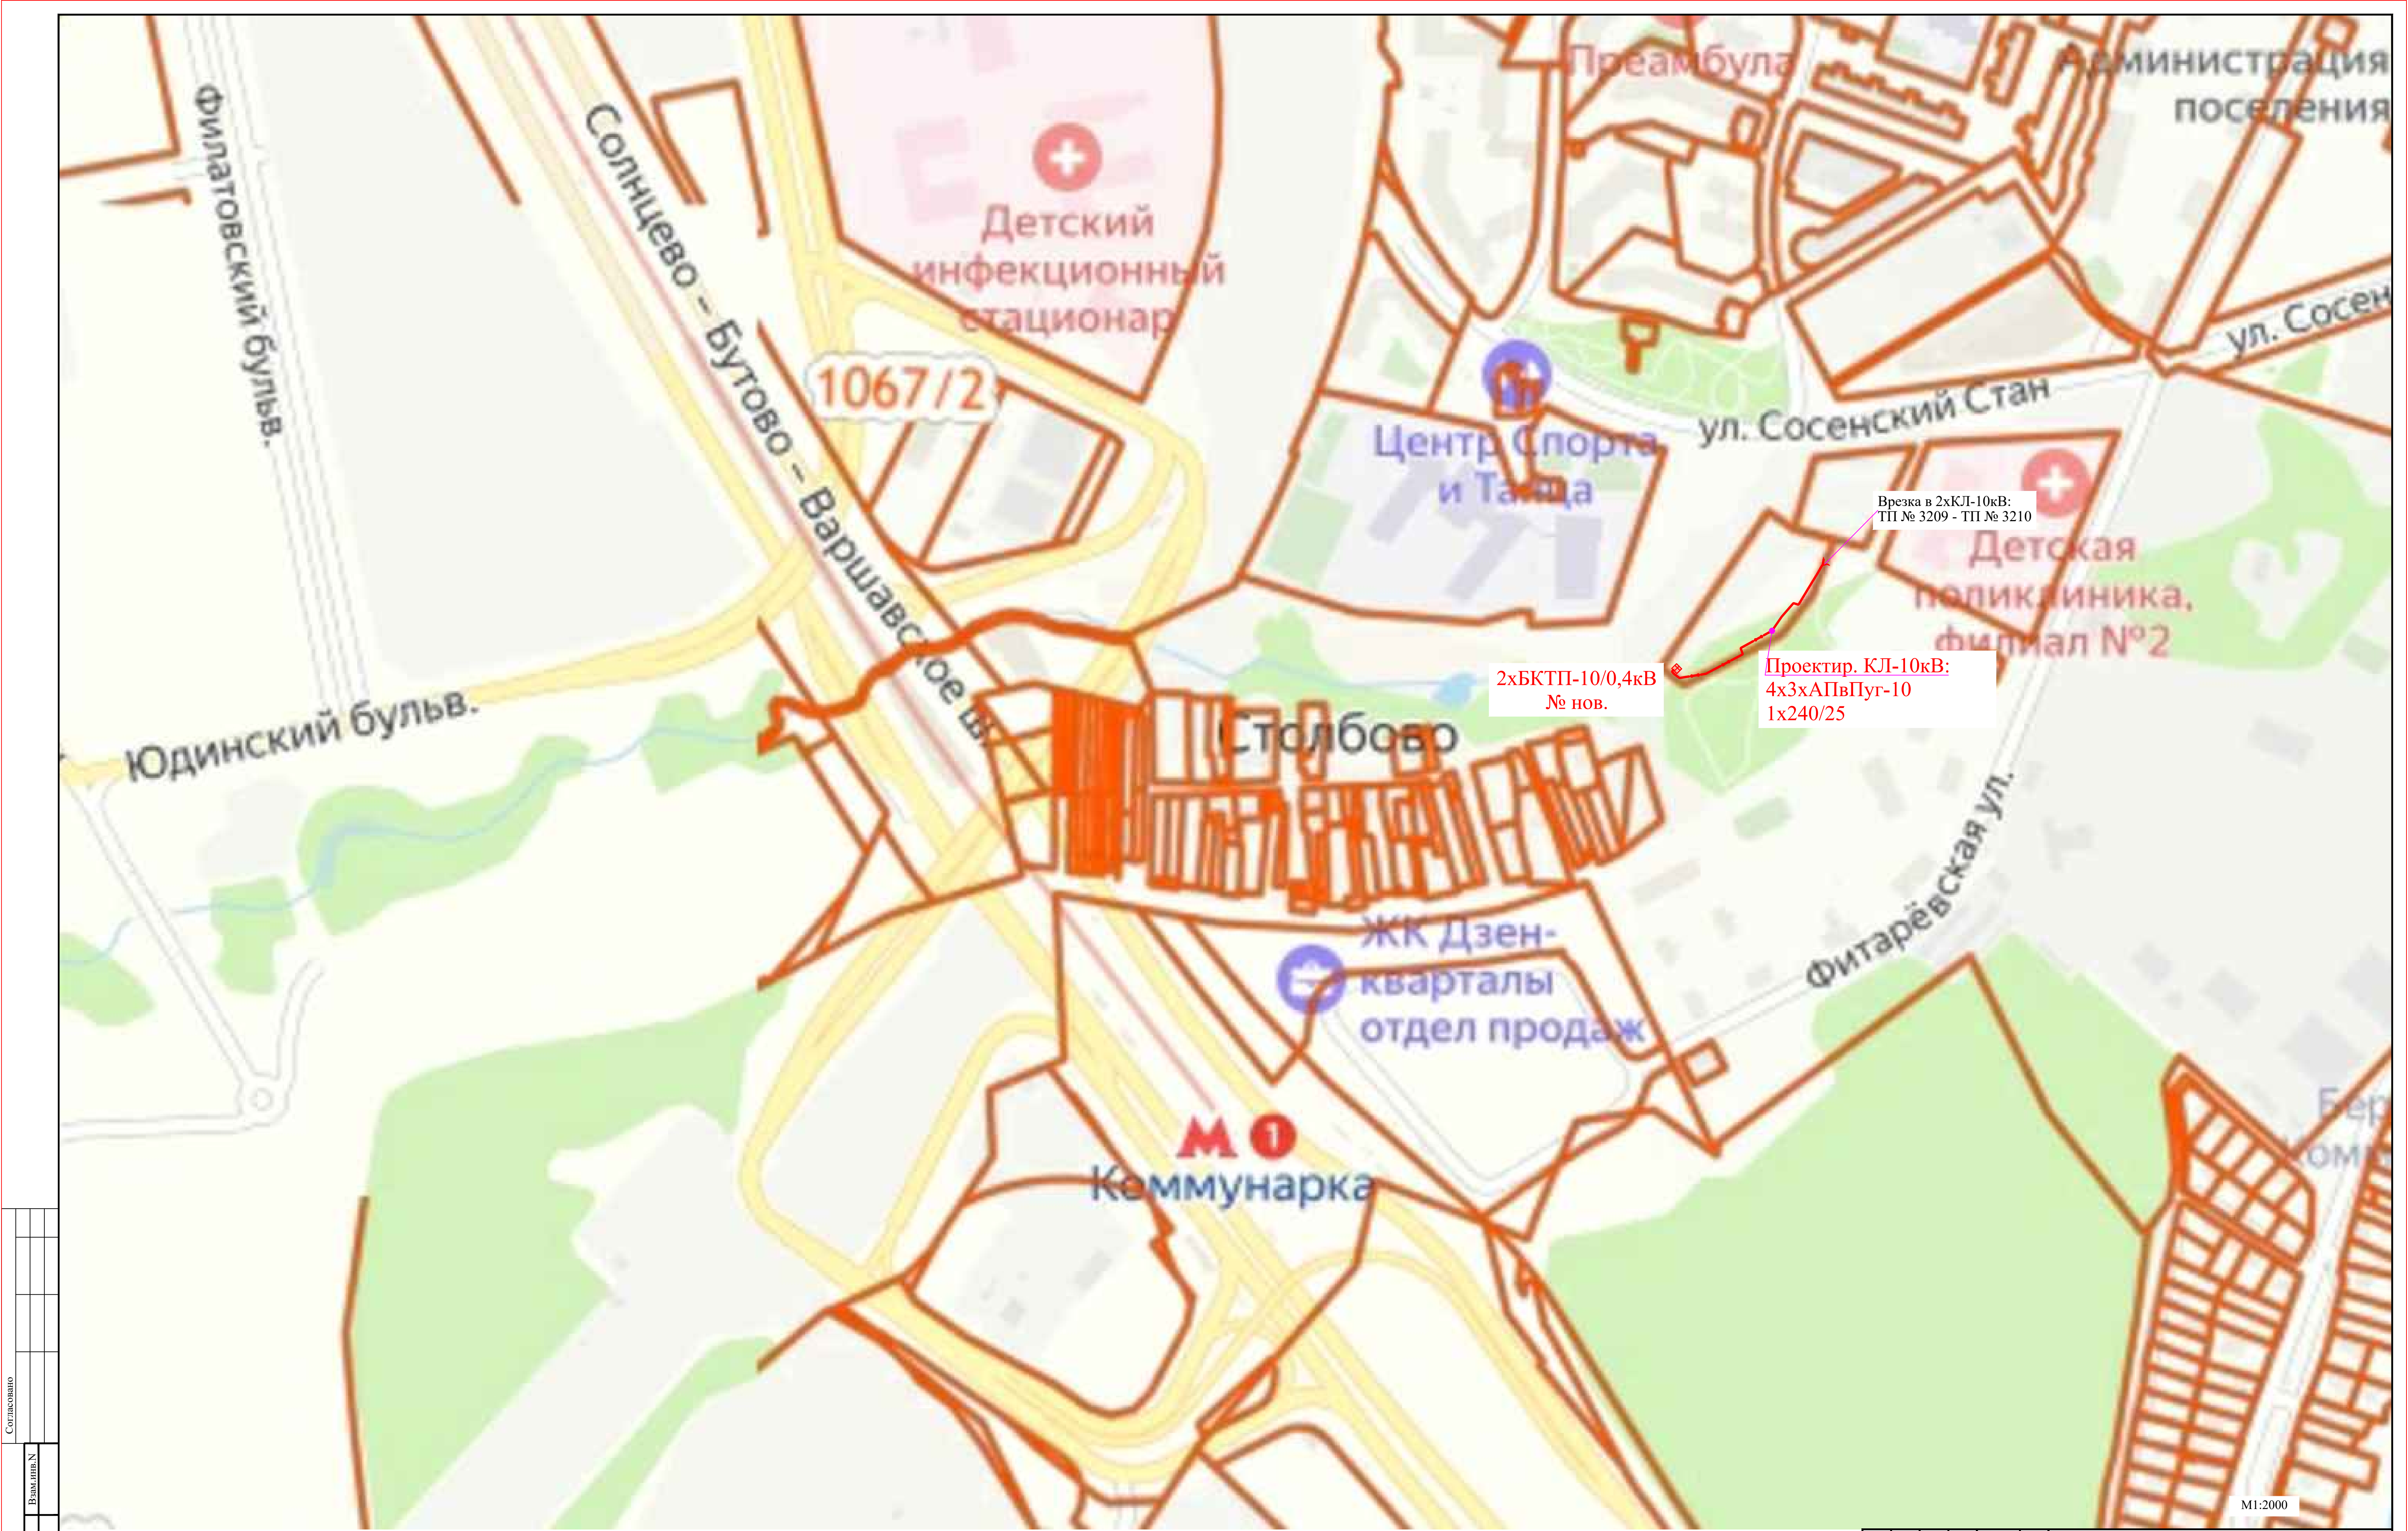 Преамбула
Администрация
поселения
Филатовский бульв.
Солнцево – Бутово – Варшавское ш.
Детский
инфекционный
стационар
1067/2
ул. Сосен
ул. Сосенский Стан
Центр Спорта
и Танца
Врезка в 2хКЛ-10кВ:
ТП № 3209 - ТП № 3210
Детская
поликлиника,
филиал №2
2хБКТП-10/0,4кВ
№ нов.
Проектир. КЛ-10кВ:
4х3хАПвПуг-10
1х240/25
Юдинский бульв.
Столбово
Фитарёвская ул.
ЖК Дзен-
кварталы
отдел продаж
М 1
Коммунарка
Бер
Комм
Согласовано
Взам.инв.N
М1:2000